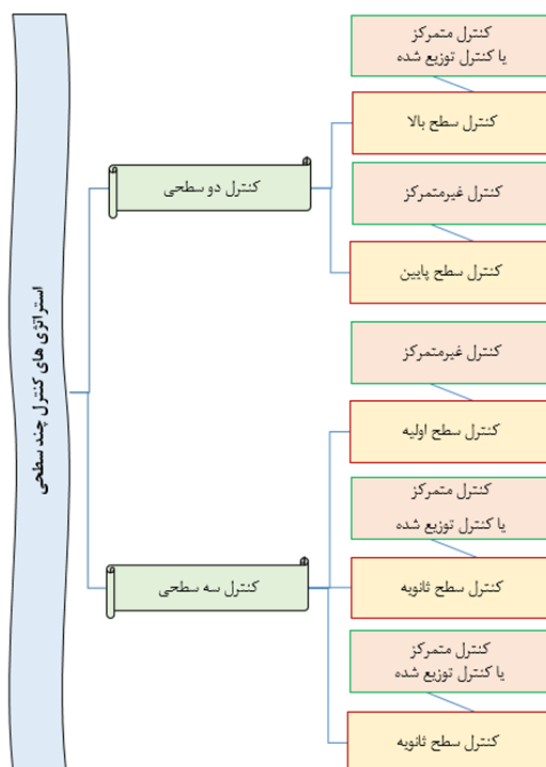 استراتژی های کنترل چند سطحی
کنترل دو سطحی
کنترل متمرکز
یا کنترل توزیع شده
کنترل سطح بالا
کنترل غیرمتمرکز
کنترل سطح پایین
کنترل سه سطحی
کنترل غیرمتمرکز
کنترل سطح اولیه
کنترل متمرکز
یا کنترل توزیع شده
کنترل سطح ثانویه
کنترل متمرکز
یا کنترل توزیع شده
کنترل سطح ثانویه